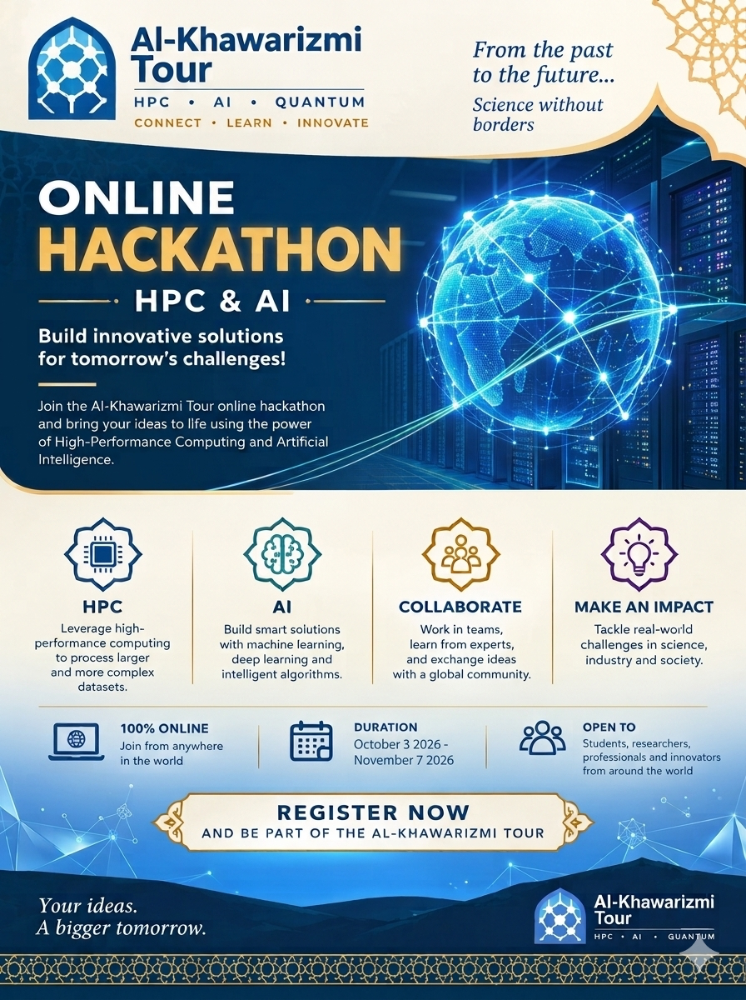 Al-Khawarizmi
Tour
HPC • AI • QUANTUM
CONNECT • LEARN • INNOVATE
From the past
to the future...
Science without
borders
ONLINE
HACKATHON
HPC & AI
Build innovative solutions
for tomorrow's challenges!
Join the Al-Khawarizmi Tour online hackathon
and bring your ideas to life using the power
of High-Performance Computing and Artificial
Intelligence.
HPC
Leverage high-
performance computing
to process larger
and more complex
datasets.
AI
Build smart solutions
with machine learning,
deep learning and
intelligent algorithms.
COLLABORATE
Work in teams,
learn from experts,
and exchange ideas
with a global community.
MAKE AN IMPACT
Tackle real-world
challenges in science,
industry and society.
100% ONLINE
Join from anywhere
in the world
DURATION
October 3 2026 -
November 7 2026
OPEN TO
Students, researchers,
professionals and innovators
from around the world
REGISTER NOW
AND BE PART OF THE AL-KHAWARIZMI TOUR
Your ideas.
A bigger tomorrow.
Al-Khawarizmi
Tour
HPC • AI • GUANTUM